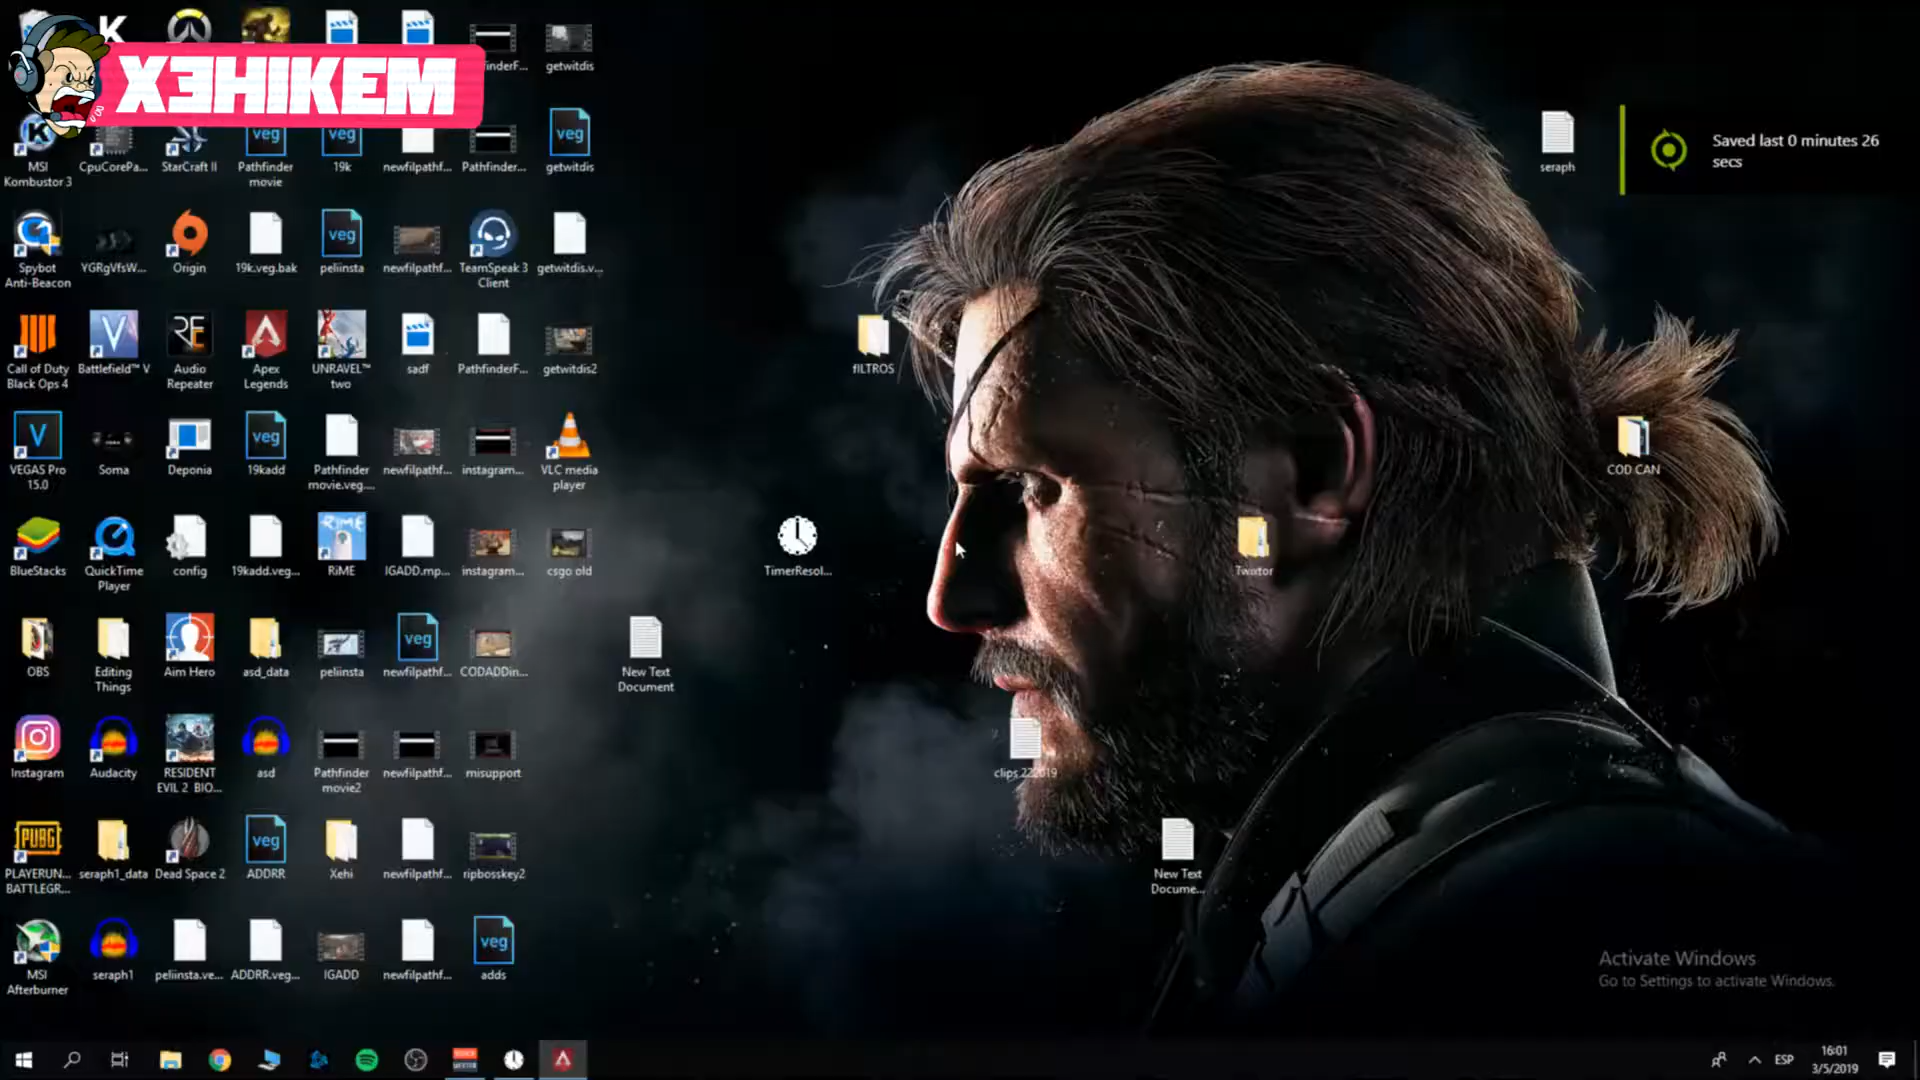 XƎHIKEM
K
inderF...
getwitdis
Saved last 0 minutes 26
secs
seraph
MSI
Kombustor 3
CpuCorePa...
StarCraft II
Pathfinder
movie
19k
newfilpathf...
Pathfinder...
getwitdis
Spybot
Anti-Beacon
YGRgVfsW...
Origin
19k.veg.bak
peliinsta
newfilpathf...
TeamSpeak 3
Client
getwitdis.v...
Call of Duty
Black Ops 4
Battlefield™ V
Audio
Repeater
Apex
Legends
UNRAVEL™
two
sadf
PathfinderF...
getwitdis2
fILTROS
VEGAS Pro
15.0
Soma
Deponia
19kadd
Pathfinder
movie.veg....
newfilpathf...
instagram...
VLC media
player
COD CAN
BlueStacks
QuickTime
Player
config
19kadd.veg...
RiME
IGADD.mp...
instagram...
csgo old
TimerResol...
Twixtor
OBS
Editing
Things
Aim Hero
asd_data
peliinsta
newfilpathf...
CODADDin...
New Text
Document
Instagram
Audacity
RESIDENT
EVIL 2 BIO...
asd
Pathfinder
movie2
newfilpathf...
misupport
clips 222019
PLAYERUN...
BATTLEGR...
seraph1_data
Dead Space 2
ADDRR
Xehi
newfilpathf...
ripbosskey2
New Text
Docume...
MSI
Afterburner
seraph1
peliinsta.ve...
ADDRR.veg...
IGADD
newfilpathf...
adds
Activate Windows
Go to Settings to activate Windows.
ESP
16:01
3/5/2019